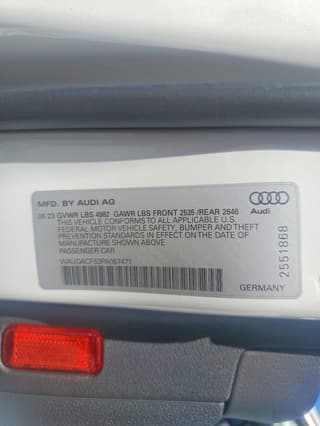 MFD. BY AUDI AG
06 23 GVWR LBS 4982 GAWR LBS FRONT 2535 /REAR 2646
THIS VEHICLE CONFORMS TO ALL APPLICABLE U.S.
FEDERAL MOTOR VEHICLE SAFETY, BUMPER AND THEFT
PREVENTION STANDARDS IN EFFECT ON THE DATE OF
MANUFACTURE SHOWN ABOVE
PASSENGER CAR
WAUDACF53PA067471
Audi
2551868
GERMANY